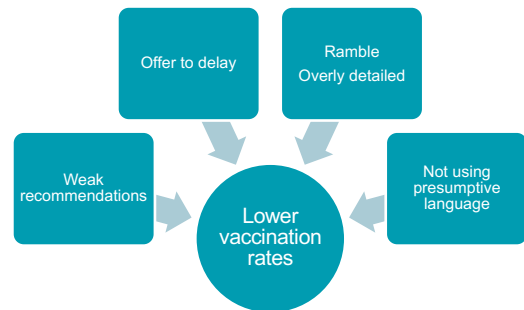 Offer to delay
Ramble
Overly detailed
Weak
recommendations
Not using
presumptive
language
Lower
vaccination
rates